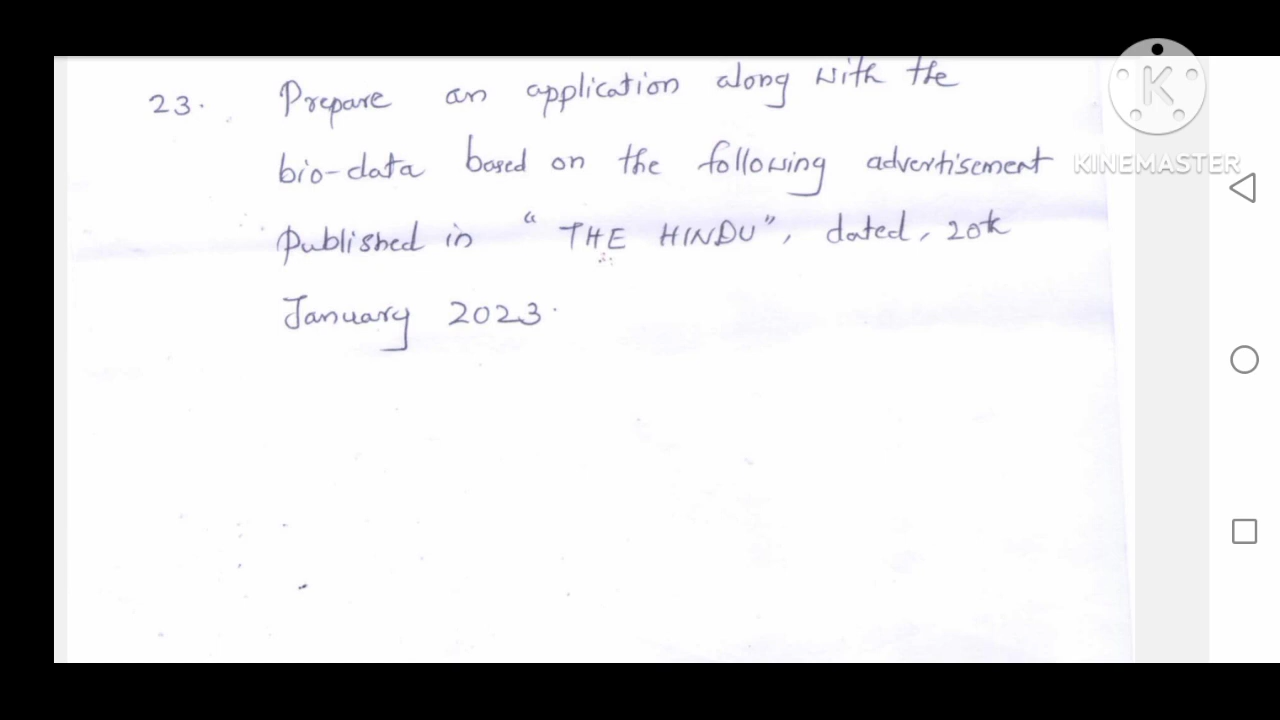 23. Prepare an application along with the
bio-data based on the following advertisement
Published in "THE HINDU", dated, 20th
January 2023.
KINEMASTER